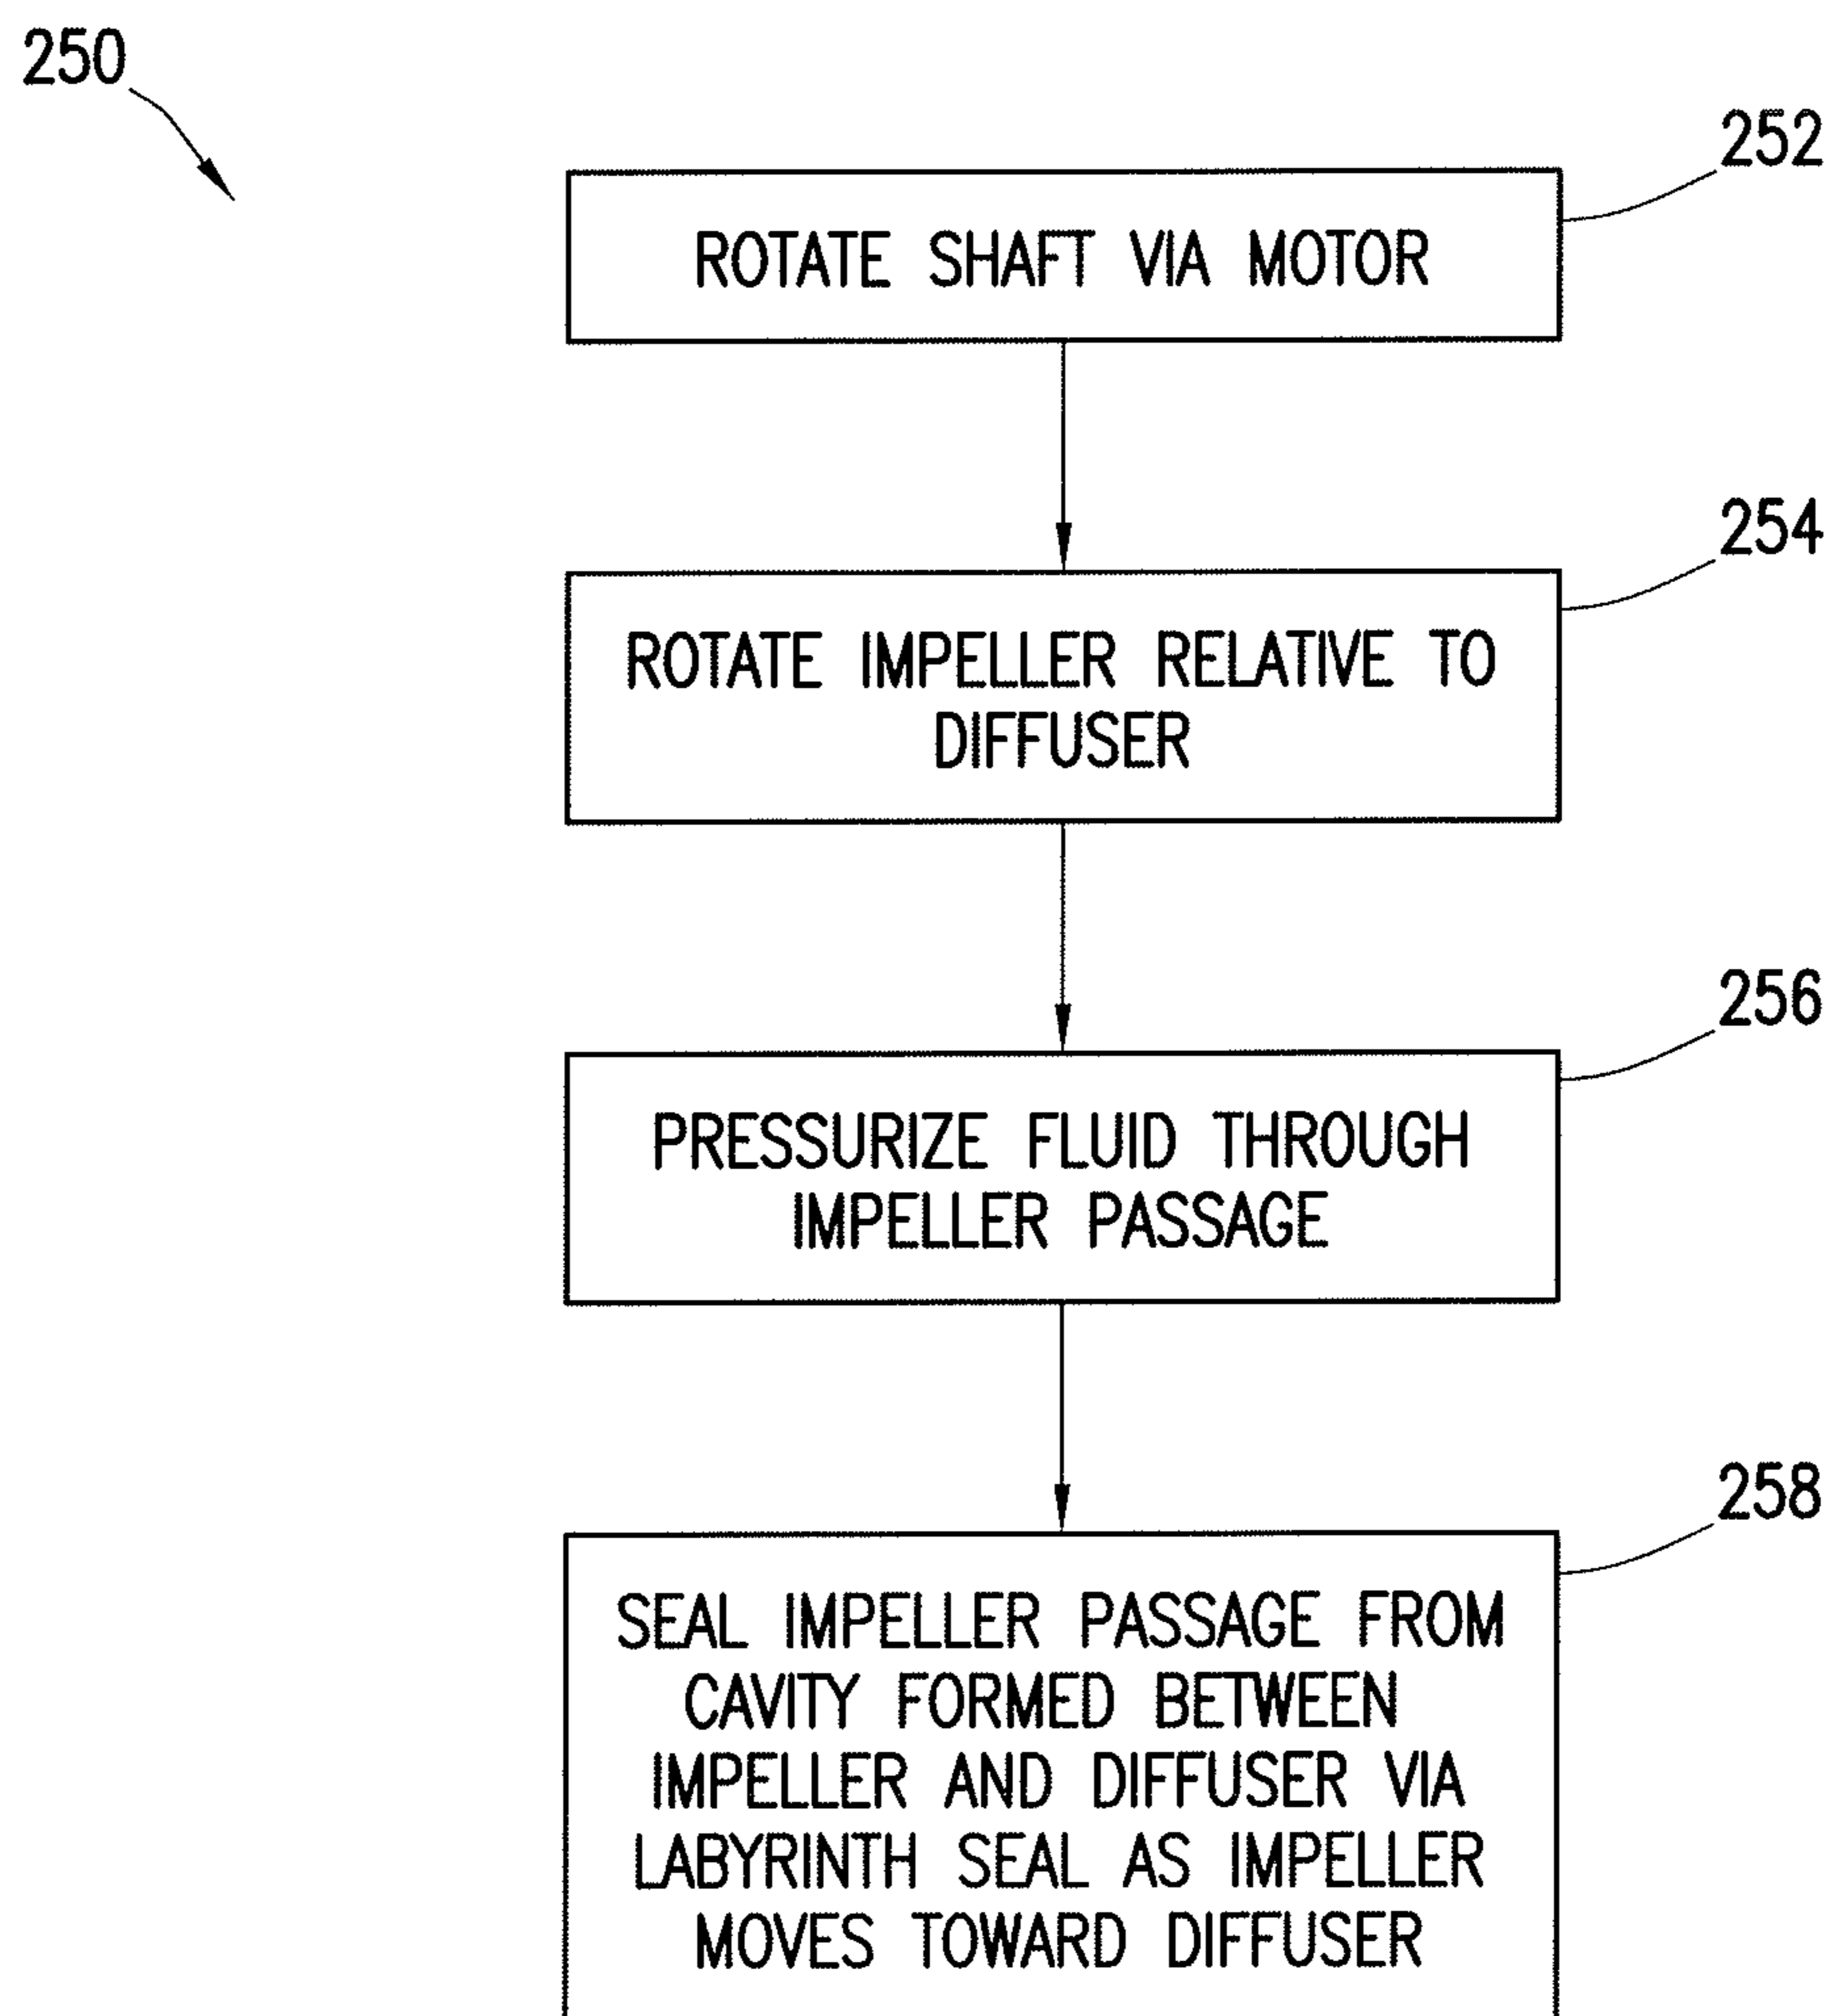 250
252
ROTATE SHAFT VIA MOTOR
254
ROTATE IMPELLER RELATIVE TO
DIFFUSER
256
PRESSURIZE FLUID THROUGH
IMPELLER PASSAGE
258
SEAL IMPELLER PASSAGE FROM
CAVITY FORMED BETWEEN
IMPELLER AND DIFFUSER VIA
LABYRINTH SEAL AS IMPELLER
MOVES TOWARD DIFFUSER